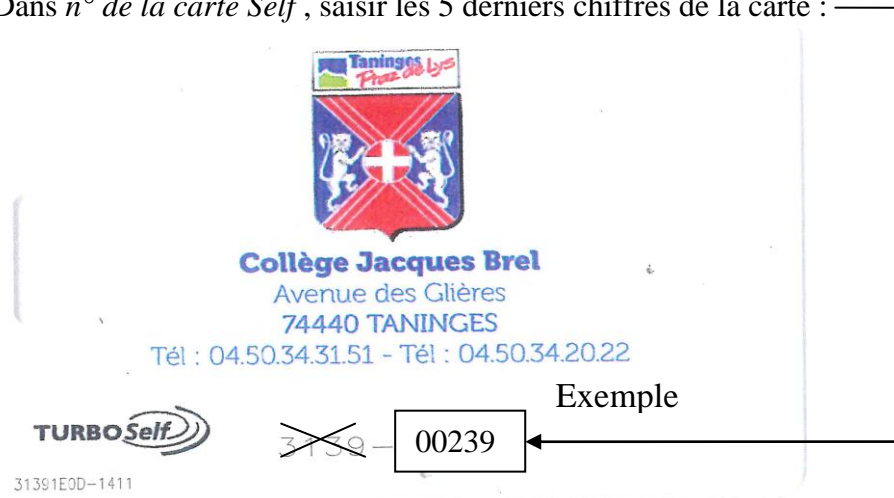 Dans n° de la carte Self , saisir les 5 derniers chiffres de la carte :
Taninges
Praz de Lys
Collège Jacques Brel
Avenue des Glières
74440 TANINGES
Tél : 04.50.34.31.51 - Tél : 04.50.34.20.22
Exemple
TURBOSelf
3139- 00239
31391E0D-1411